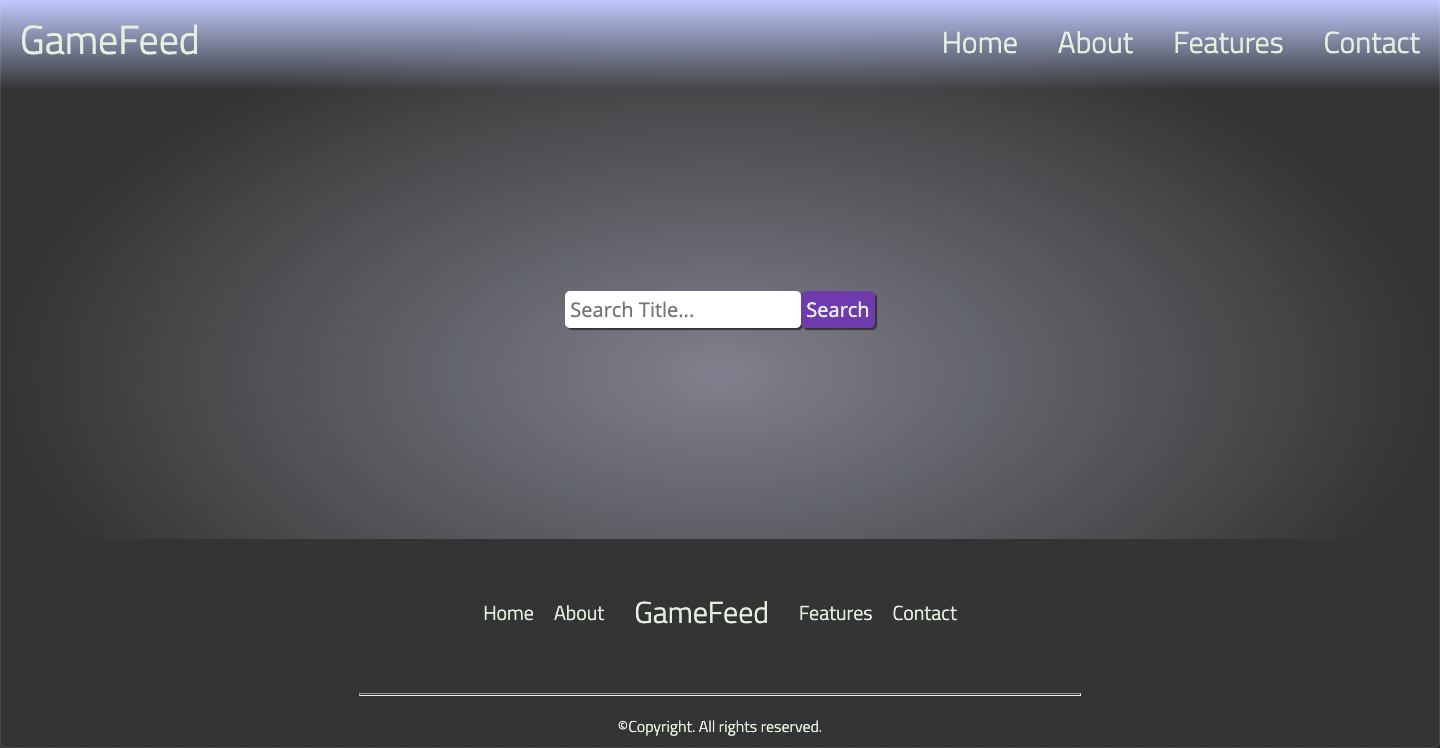 GameFeed Home About Features Contact
Search Title... Search
Home About GameFeed Features Contact
©Copyright. All rights reserved.